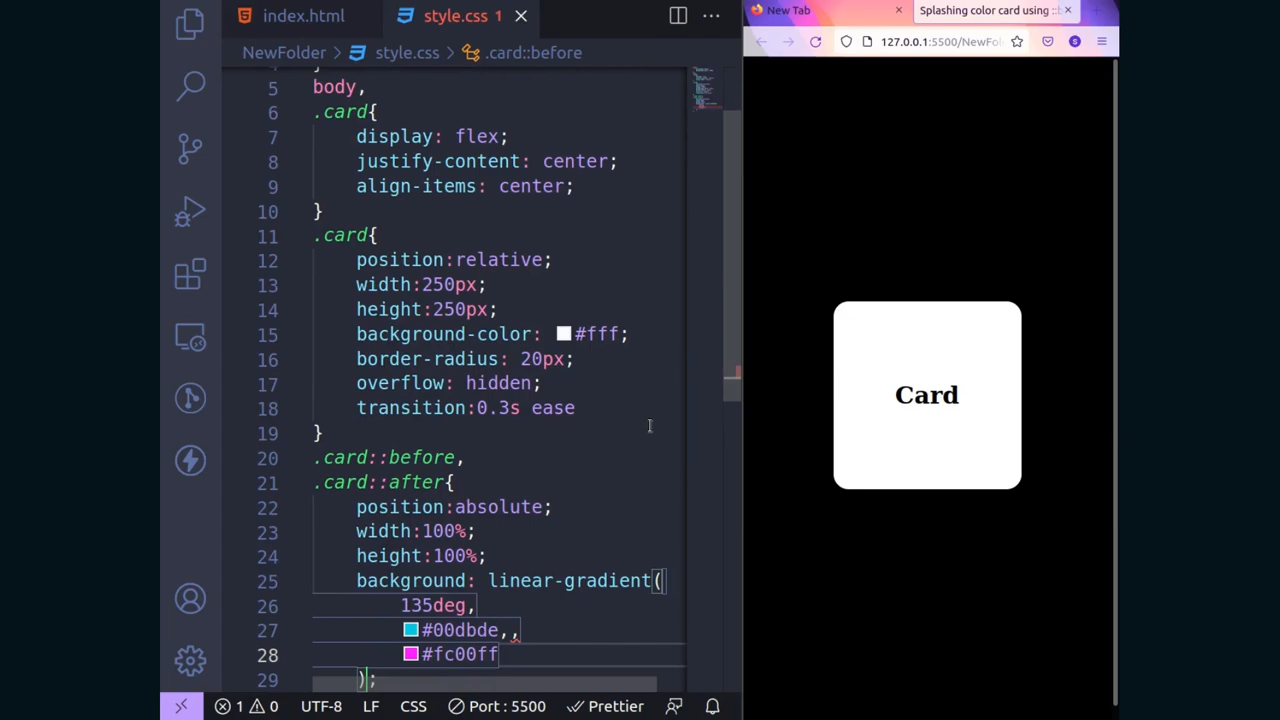 index.html
style.css 1
NewFolder > style.css > .card::before
5 body,
6 .card{
7 display: flex;
8 justify-content: center;
9 align-items: center;
10 }
11 .card{
12 position:relative;
13 width:250px;
14 height:250px;
15 background-color: #fff;
16 border-radius: 20px;
17 overflow: hidden;
18 transition:0.3s ease
19 }
20 .card::before,
21 .card::after{
22 position:absolute;
23 width:100%;
24 height:100%;
25 background: linear-gradient(
26 135deg,
27 #00dbde,,
28 #fc00ff
29 );
1 0 UTF-8 LF CSS Port : 5500 Prettier
New Tab
Splashing color card using ::
127.0.0.1:5500/NewFol
S
Card